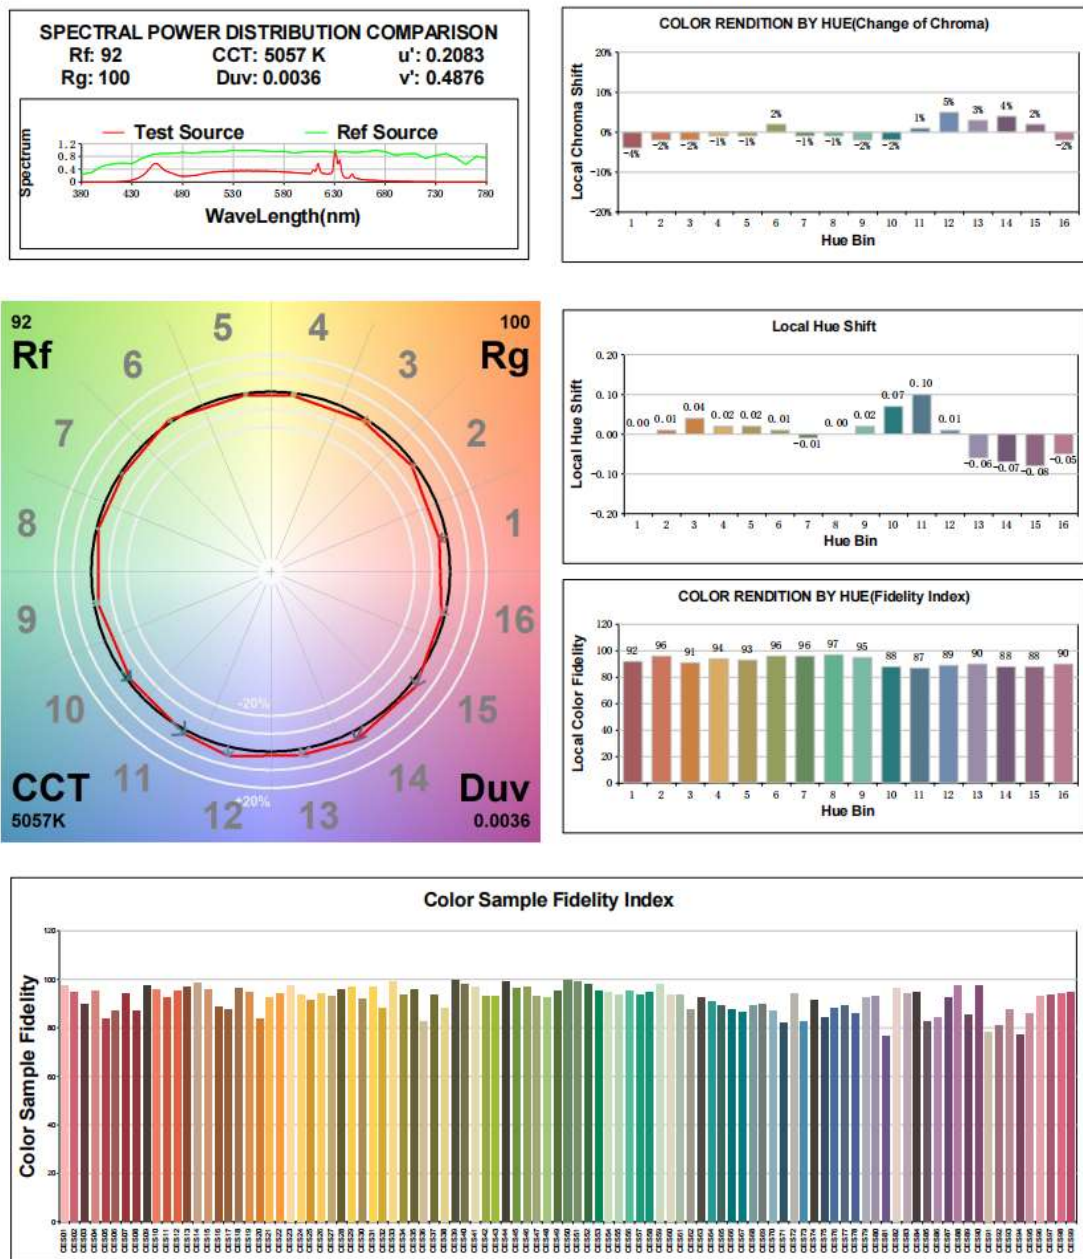 SPECTRAL POWER DISTRIBUTION COMPARISON
Rf: 92 CCT: 5057 K u': 0.2083
Rg: 100 Duv: 0.0036 v': 0.4876
Test Source Ref Source
Spectrum
1.2
0.8
0.4
0
380 430 480 530 580 630 680 730 780
WaveLength(nm)
COLOR RENDITION BY HUE(Change of Chroma)
Local Chroma Shift
20%
10%
0%
-10%
-20%
-4% -2% -2% -1% -1% 2% -1% -1% -2% -2% 1% 5% 3% 4% 2% -2%
1 2 3 4 5 6 7 8 9 10 11 12 13 14 15 16
Hue Bin
92
Rf
100
Rg
5 4
6 3
7 2
8 1
9 16
10 15
11 14
12 13
-20%
+20%
CCT
5057K
Duv
0.0036
Local Hue Shift
Local Hue Shift
0.20
0.10
0.00
-0.10
-0.20
0.00 0.01 0.04 0.02 0.02 0.01 -0.01 0.00 0.02 0.07 0.10 0.01 -0.06 -0.07 -0.08 -0.05
1 2 3 4 5 6 7 8 9 10 11 12 13 14 15 16
Hue Bin
COLOR RENDITION BY HUE(Fidelity Index)
Local Color Fidelity
120
100
80
60
40
20
0
92 96 91 94 93 96 96 97 95 88 87 89 90 88 88 90
1 2 3 4 5 6 7 8 9 10 11 12 13 14 15 16
Hue Bin
Color Sample Fidelity Index
Color Sample Fidelity
120
100
80
60
40
20
0